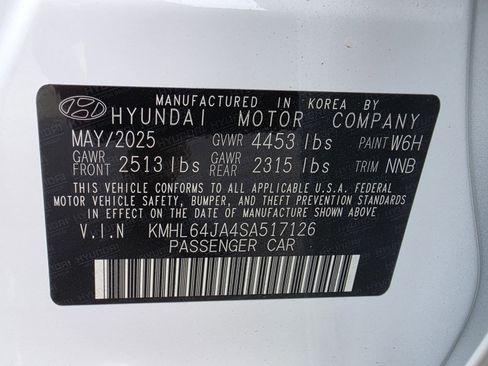 MANUFACTURED IN KOREA BY
HYUNDAI MOTOR COMPANY
MAY/2025 GVWR 4453 lbs PAINT W6H
GAWR FRONT 2513 lbs GAWR REAR 2315 lbs TRIM NNB
THIS VEHICLE CONFORMS TO ALL APPLICABLE U.S.A. FEDERAL
MOTOR VEHICLE SAFETY, BUMPER, AND THEFT PREVENTION STANDARDS
IN EFFECT ON THE DATE OF MANUFACTURE SHOWN ABOVE.
V.I.N KMHL64JA4SA517126
PASSENGER CAR